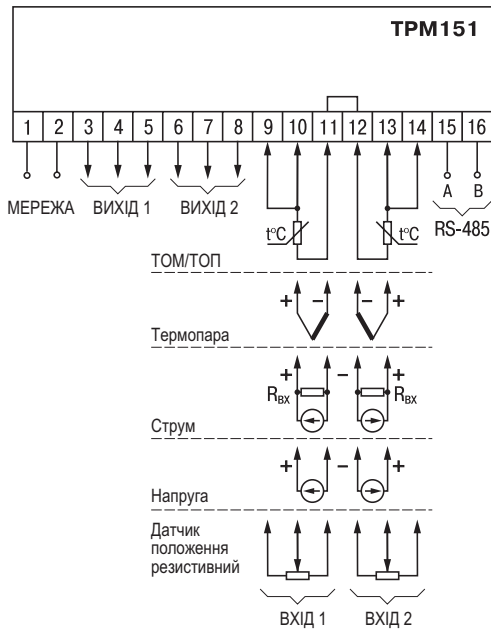 ТРМ151
1 2 3 4 5 6 7 8 9 10 11 12 13 14 15 16
A B
МЕРЕЖА ВИХІД 1 ВИХІД 2 RS-485
t°C t°C
ТОМ/ТОП
+ − − +
Термопара
+ − +
Rвх Rвх
Струм
+ − +
Напруга
Датчик
положення
резистивний
ВХІД 1 ВХІД 2